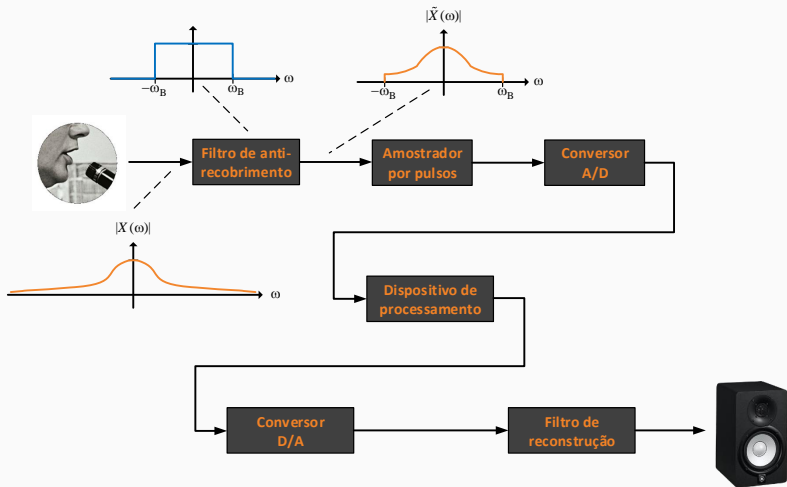 |X̃(ω)|
ω
−ω_B
ω_B
ω
−ω_B
ω_B
Filtro de anti-
recobrimento
Amostrador
por pulsos
Conversor
A/D
|X(ω)|
ω
Dispositivo de
processamento
Conversor
D/A
Filtro de
reconstrução